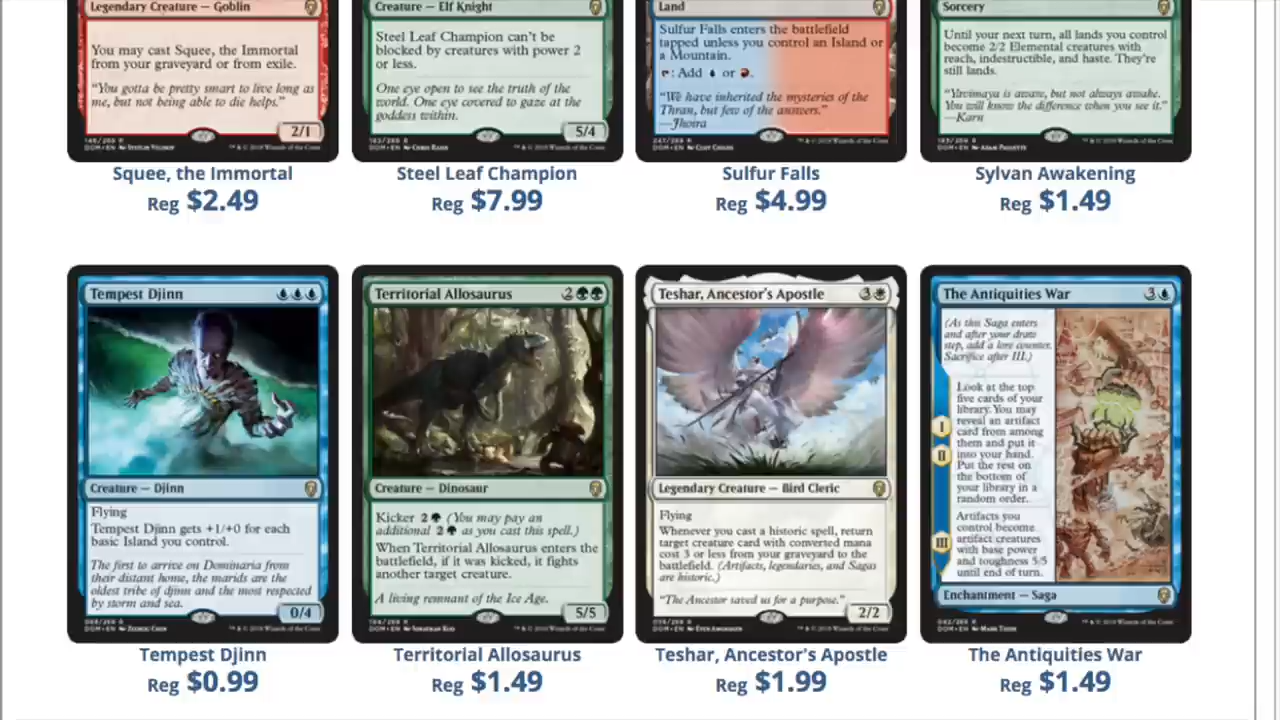 Legendary Creature — Goblin
You may cast Squee, the Immortal
from your graveyard or from exile.
"You gotta be pretty smart to live long as
me, but not being able to die helps."
2/1
Squee, the Immortal
Reg $2.49
Creature — Elf Knight
Steel Leaf Champion can't be
blocked by creatures with power 2
or less.
One eye open to see the truth of the
world. One eye covered to gaze at the
goddess within.
5/4
Steel Leaf Champion
Reg $7.99
Land
Sulfur Falls enters the battlefield
tapped unless you control an Island or
a Mountain.
: Add or .
"We have inherited the mysteries of the
Thran, but few of the answers."
—Jhoira
Sulfur Falls
Reg $4.99
Sorcery
Until your next turn, all lands you control
become 2/2 Elemental creatures with
reach, indestructible, and haste. They're
still lands.
"Yavimaya is aware, but not always awake.
You will know the difference when you see it."
—Karn
Sylvan Awakening
Reg $1.49
Tempest Djinn
Creature — Djinn
Flying
Tempest Djinn gets +1/+0 for each
basic Island you control.
The first to arrive on Dominaria from
their distant home, the marids are the
oldest tribe of djinn and the most respected
by storm and sea.
0/4
Tempest Djinn
Reg $0.99
Territorial Allosaurus 2
Creature — Dinosaur
Kicker 2 (You may pay an
additional 2 as you cast this spell.)
When Territorial Allosaurus enters the
battlefield, if it was kicked, it fights
another target creature.
A living remnant of the Ice Age.
5/5
Territorial Allosaurus
Reg $1.49
Teshar, Ancestor's Apostle 3
Legendary Creature — Bird Cleric
Flying
Whenever you cast a historic spell, return
target creature card with converted mana
cost 3 or less from your graveyard to the
battlefield. (Artifacts, legendaries, and Sagas
are historic.)
"The Ancestor saved us for a purpose."
2/2
Teshar, Ancestor's Apostle
Reg $1.99
The Antiquities War 3
(As this Saga enters
and after your draw
step, add a lore counter.
Sacrifice after III.)
I
II
Look at the top
five cards of your
library. You may
reveal an artifact
card from among
them and put it
into your hand.
Put the rest on
the bottom of
your library in a
random order.
III
Artifacts you
control become
artifact creatures
with base power
and toughness 5/5
until end of turn.
Enchantment — Saga
The Antiquities War
Reg $1.49